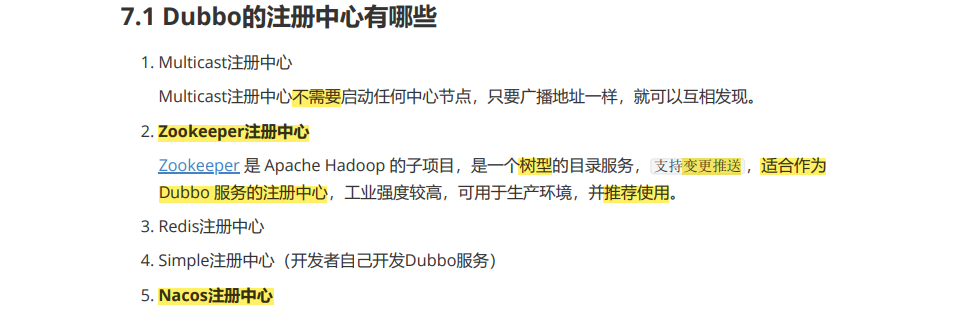 7.1 Dubbo的注册中心有哪些
1. Multicast注册中心
Multicast注册中心不需要启动任何中心节点，只要广播地址一样，就可以互相发现。
2. Zookeeper注册中心
Zookeeper 是 Apache Hadoop 的子项目，是一个树型的目录服务，支持变更推送，适合作为
Dubbo 服务的注册中心，工业强度较高，可用于生产环境，并推荐使用。
3. Redis注册中心
4. Simple注册中心（开发者自己开发Dubbo服务）
5. Nacos注册中心